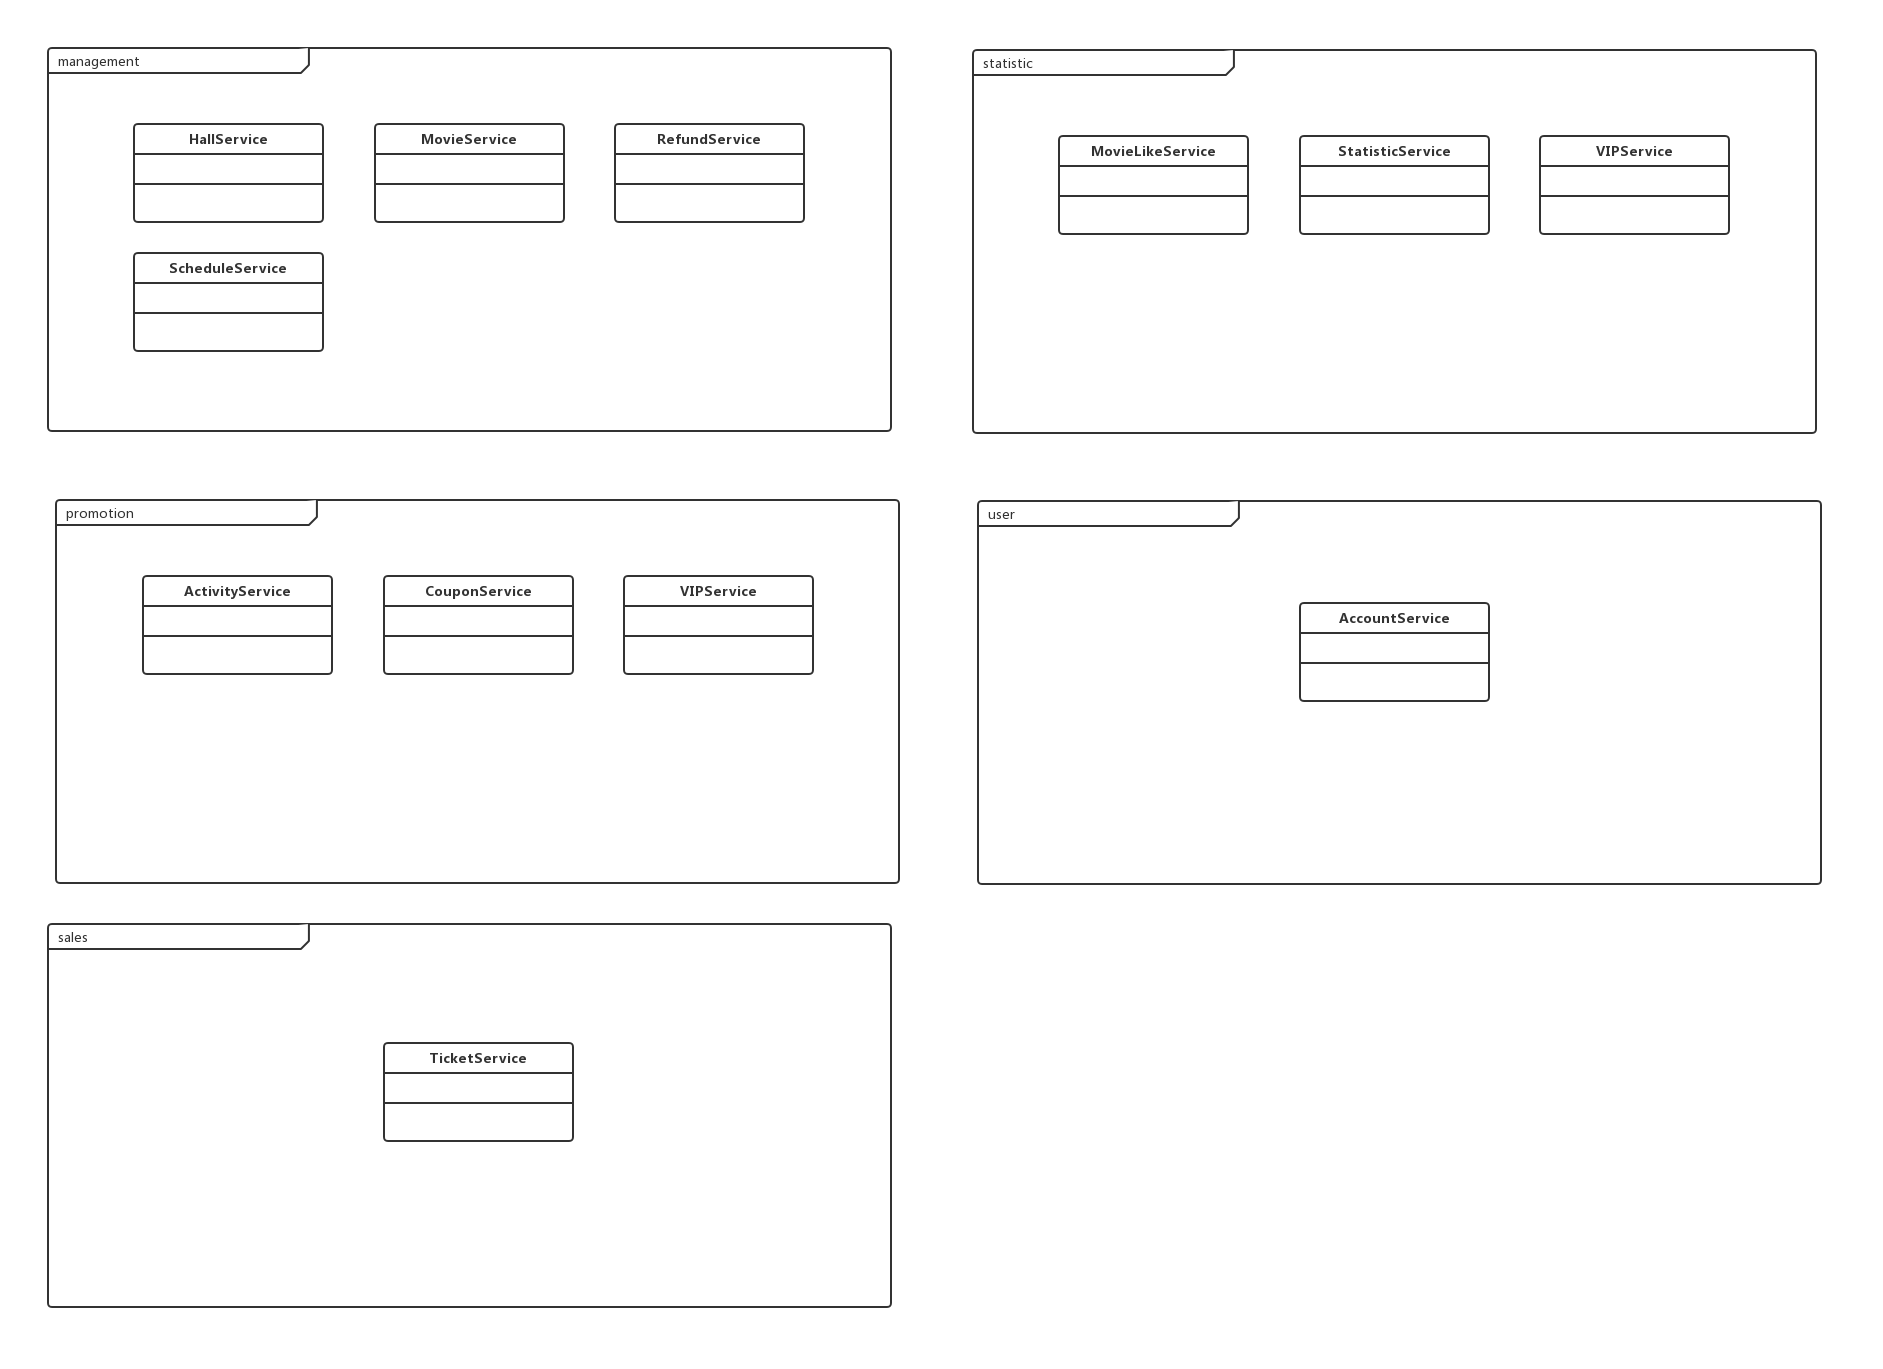 management
HallService
MovieService
RefundService
ScheduleService
statistic
MovieLikeService
StatisticService
VIPService
promotion
ActivityService
CouponService
VIPService
user
AccountService
sales
TicketService